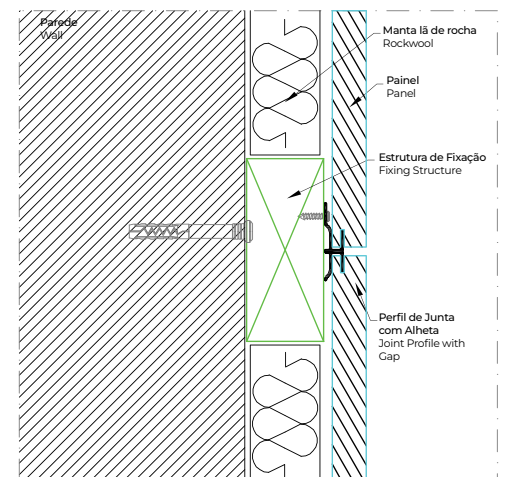 Parede
Wall
Manta lã de rocha
Rockwool
Painel
Panel
Estrutura de Fixação
Fixing Structure
Perfil de Junta
com Alheta
Joint Profile with
Gap